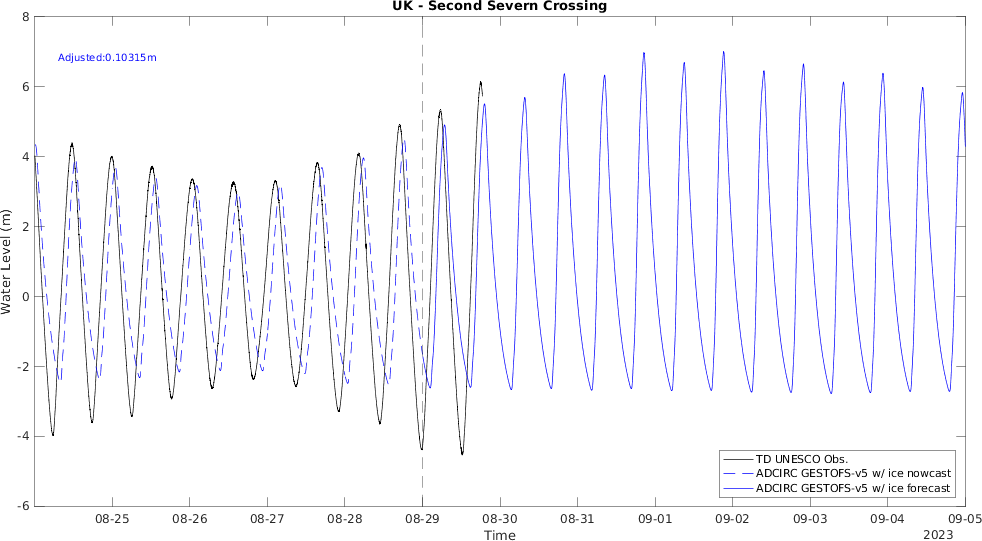 UK - Second Severn Crossing
Adjusted:0.10315m
8
6
4
2
0
-2
-4
-6
Water Level (m)
TD UNESCO Obs.
ADCIRC GESTOFS-v5 w/ ice nowcast
ADCIRC GESTOFS-v5 w/ ice forecast
08-25 08-26 08-27 08-28 08-29 08-30 08-31 09-01 09-02 09-03 09-04 09-05
Time
2023